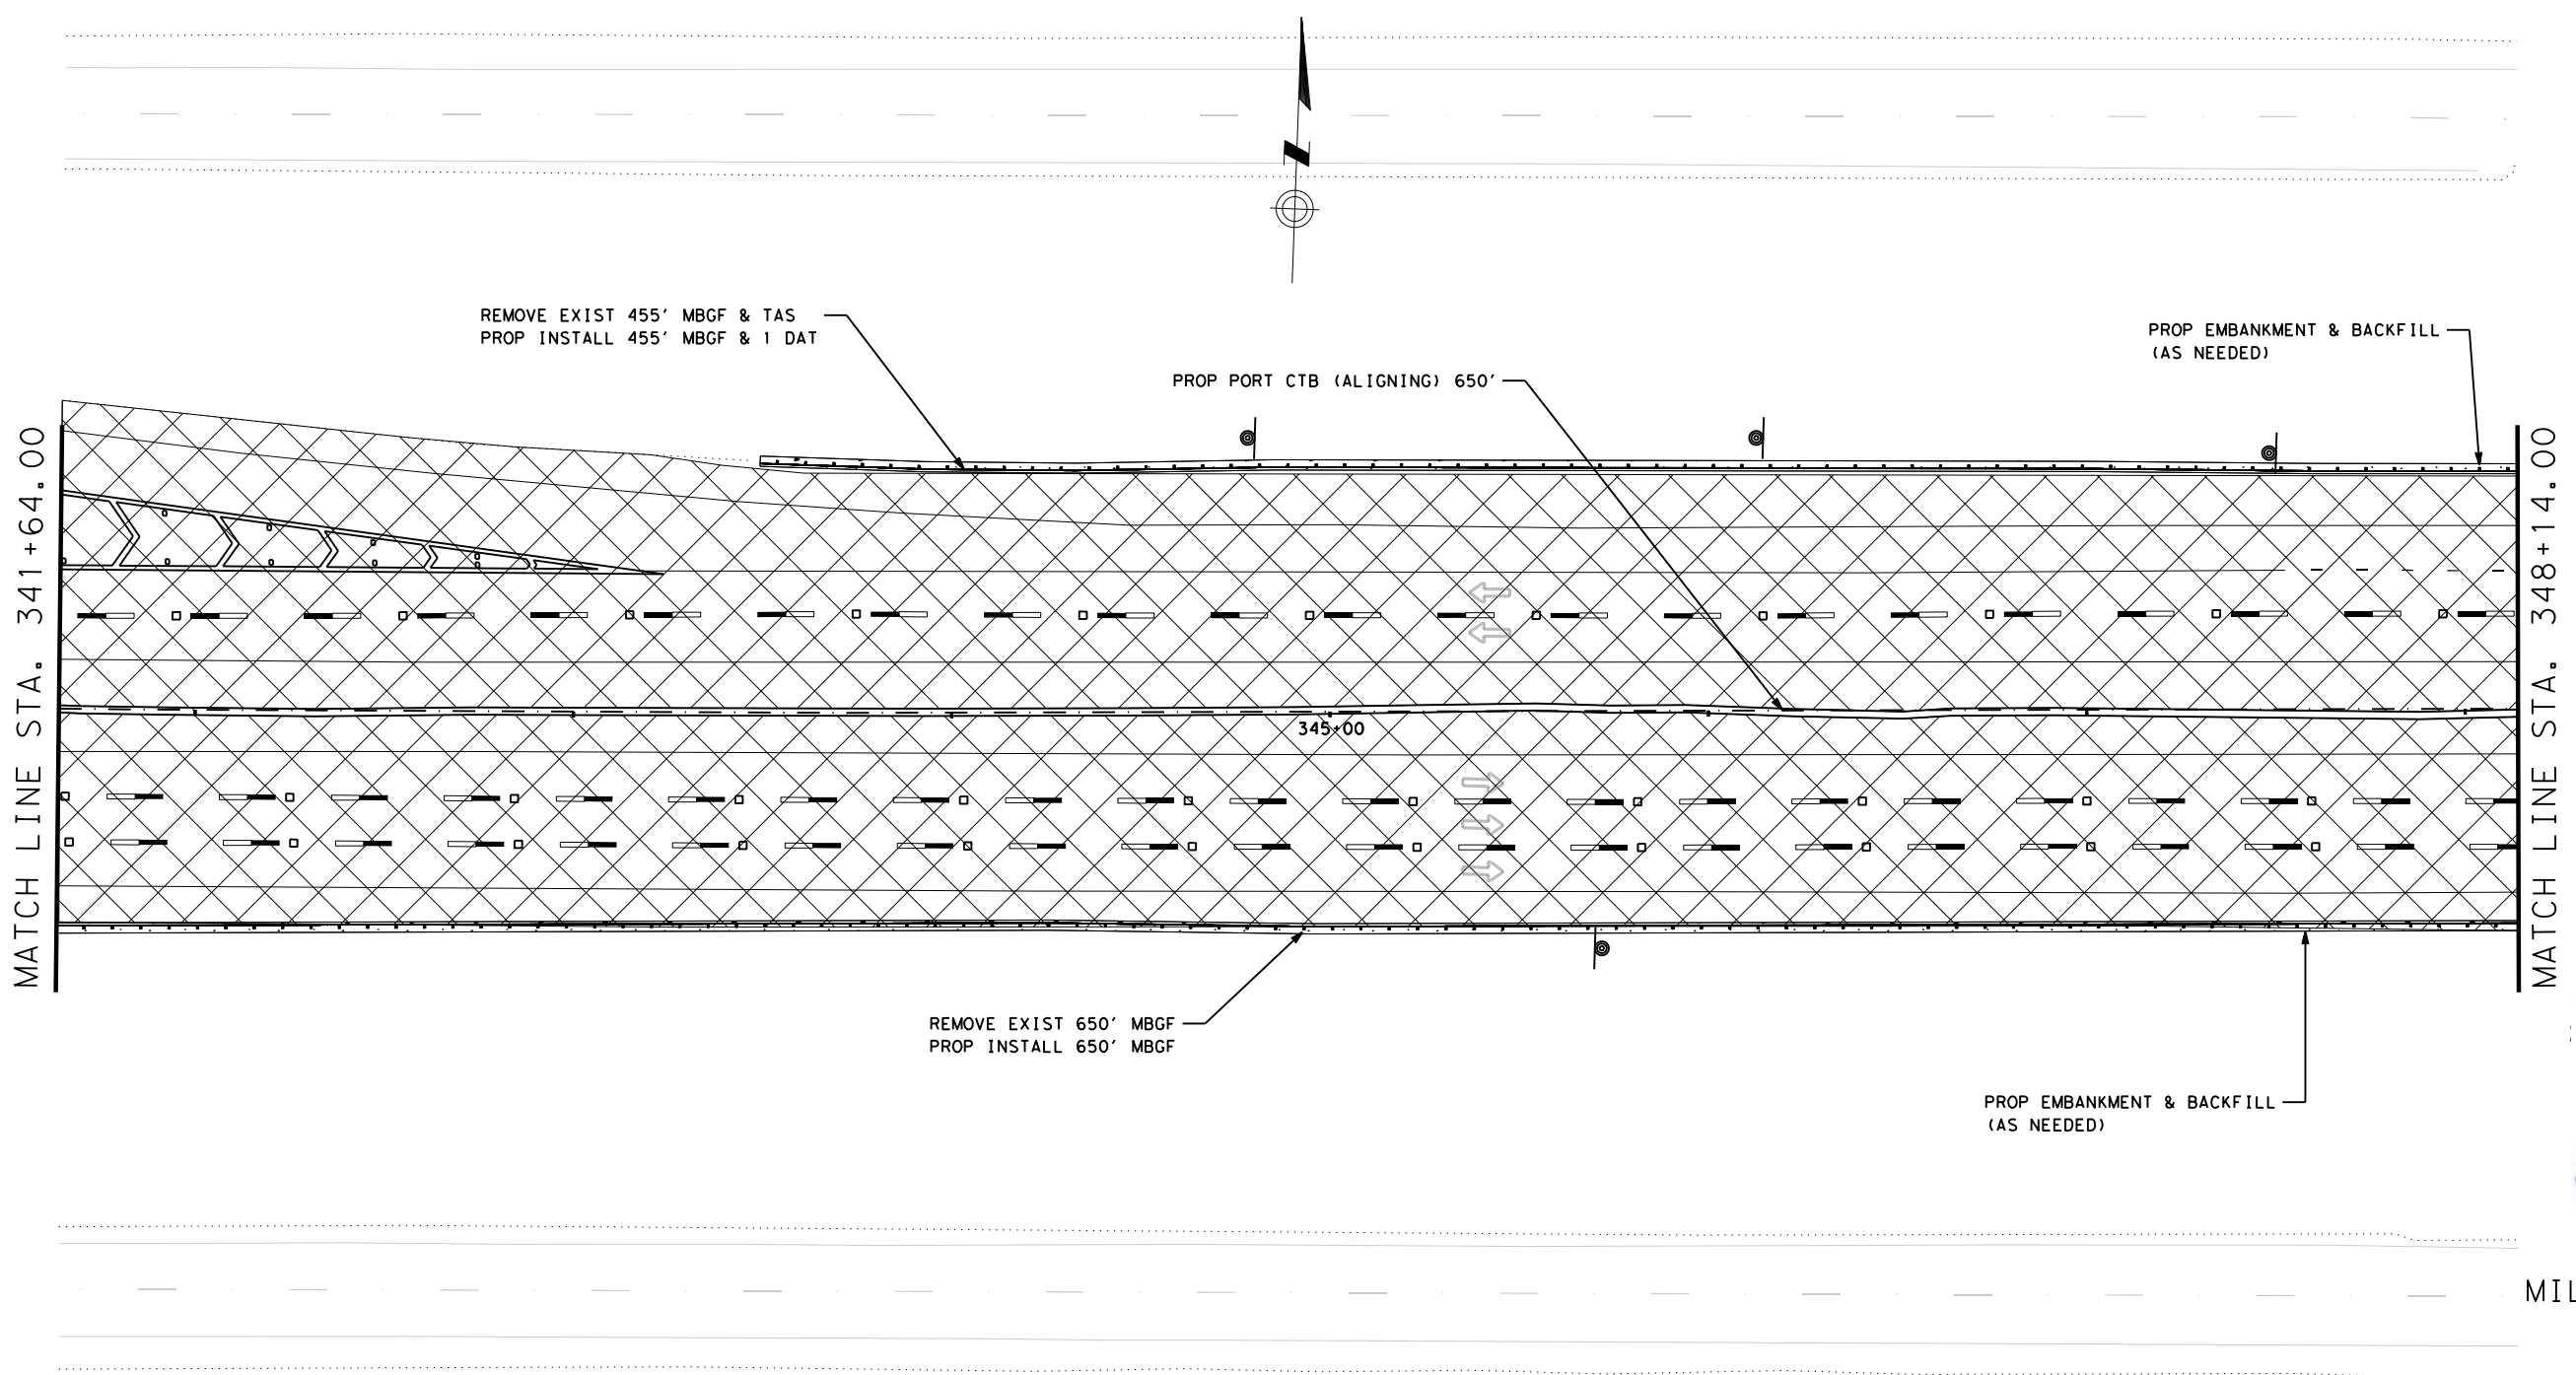 N
REMOVE EXIST 455' MBGF & TAS
PROP INSTALL 455' MBGF & 1 DAT
PROP EMBANKMENT & BACKFILL
(AS NEEDED)
PROP PORT CTB (ALIGNING) 650'
MATCH LINE STA. 341+64.00
MATCH LINE STA. 348+14.00
345+00
REMOVE EXIST 650' MBGF
PROP INSTALL 650' MBGF
PROP EMBANKMENT & BACKFILL
(AS NEEDED)